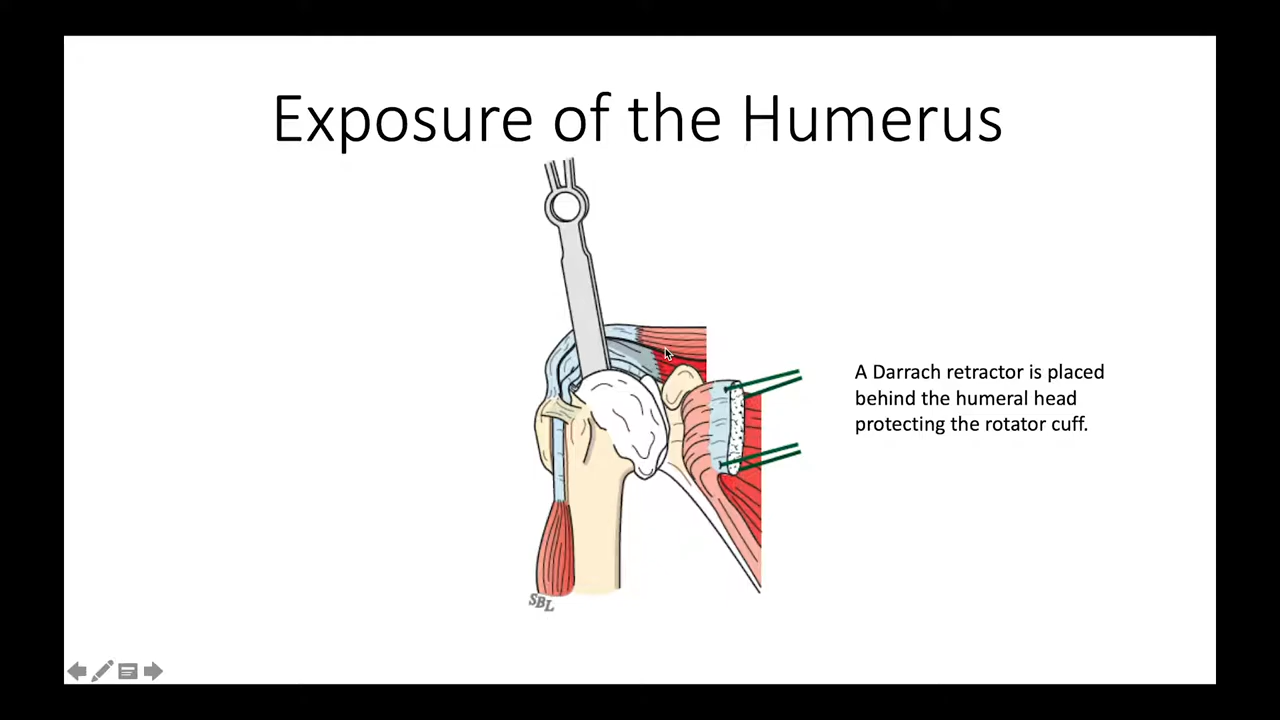 Exposure of the Humerus
A Darrach retractor is placed
behind the humeral head
protecting the rotator cuff.
SBL